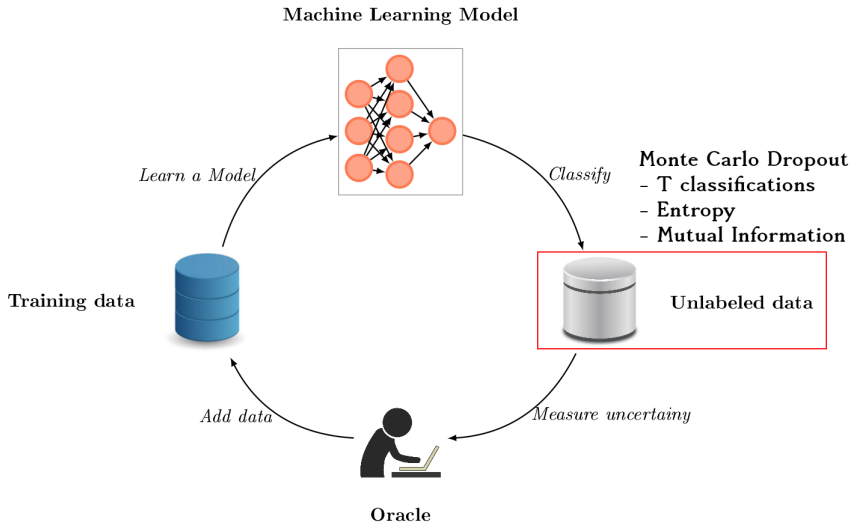 Machine Learning Model
Learn a Model
Classify
Monte Carlo Dropout
- T classifications
- Entropy
- Mutual Information
Training data
Unlabeled data
Add data
Measure uncertainy
Oracle